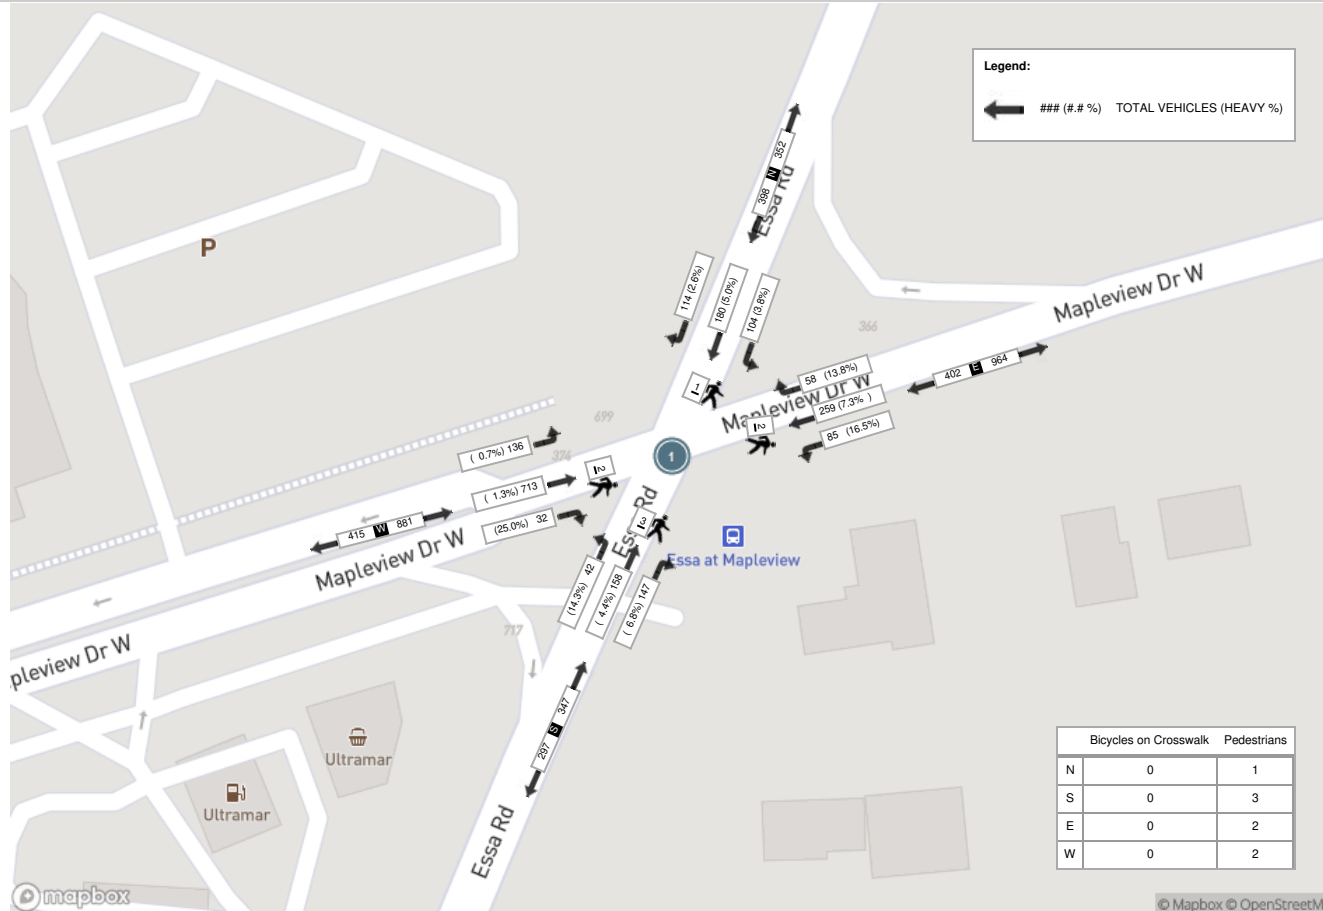 Legend:
### (#.# %) TOTAL VEHICLES (HEAVY %)
352
N
398
Essa Rd
P
114 (2.6%)
180 (5.0%)
104 (3.8%)
Mapleview Dr W
366
402 E 964
58 (13.8%)
Mapleview Dr W
259 (7.3% )
85 (16.5%)
1
2
699
374
( 0.7%) 136
( 1.3%) 713
(25.0%) 32
2
1
415 W 881
Mapleview Dr W
Essa Rd
3
Essa at Mapleview
(14.3%) 42
( 4.4%) 158
( 6.8%) 147
717
pleview Dr W
347
S
297
Ultramar
Ultramar
Essa Rd
Bicycles on Crosswalk Pedestrians
N 0 1
S 0 3
E 0 2
W 0 2
mapbox
© Mapbox © OpenStreetM